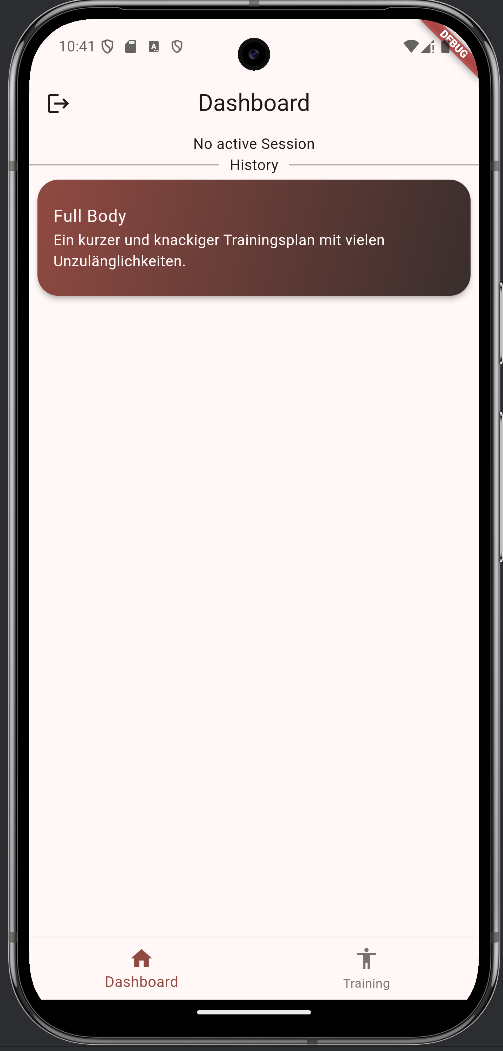 10:41
DEBUG
Dashboard
No active Session
History
Full Body
Ein kurzer und knackiger Trainingsplan mit vielen
Unzulänglichkeiten.
Dashboard
Training